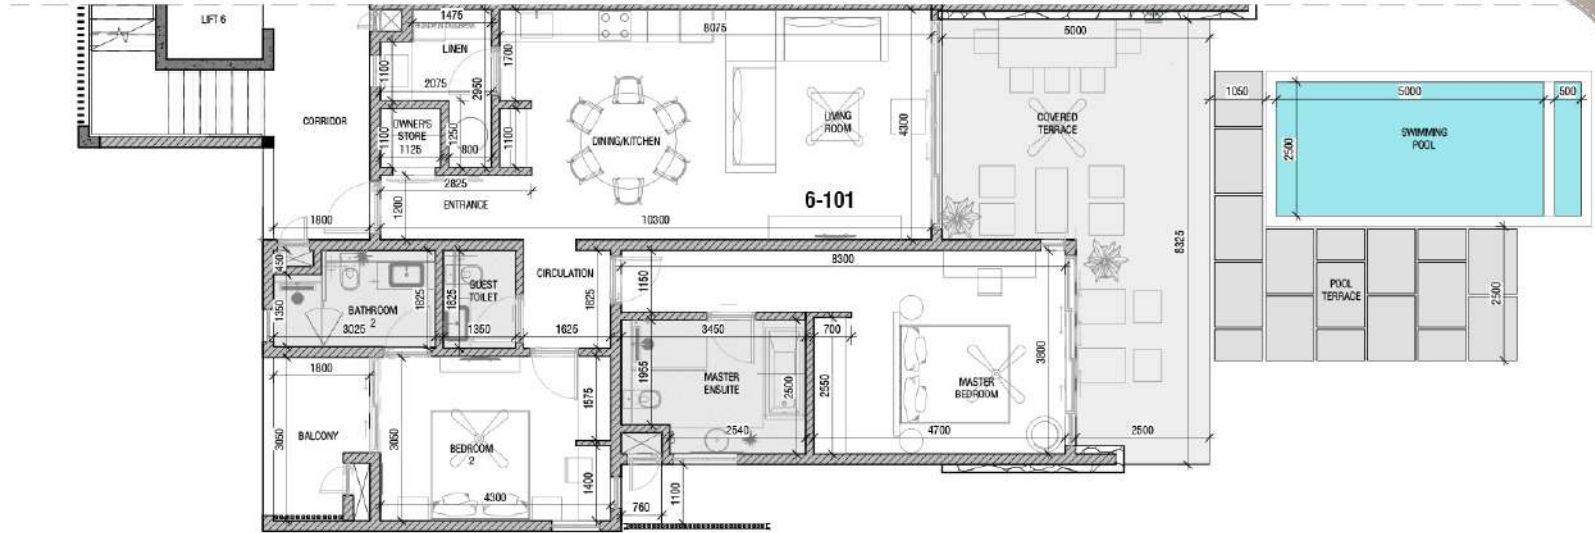 LIFT 6
1475
8075
5000
LINEN
1700
1100
2075
2950
1050
5000
500
CORRIDOR
OWNER'S
STORE
1125
1100
1250
800
1100
DINING/KITCHEN
LIVING
ROOM
4300
COVERED
TERRACE
2500
SWIMMING
POOL
2825
1200
ENTRANCE
6-101
1800
10300
8325
450
1350
BATHROOM
2
1825
3025
1825
GUEST
TOILET
1350
CIRCULATION
1825
1625
1150
8300
POOL
TERRACE
2500
3450
700
1800
3050
BALCONY
3050
BEDROOM
2
4300
1575
1400
1955
MASTER
ENSUITE
2500
2540
2550
MASTER
BEDROOM
3800
4700
2500
760
1100